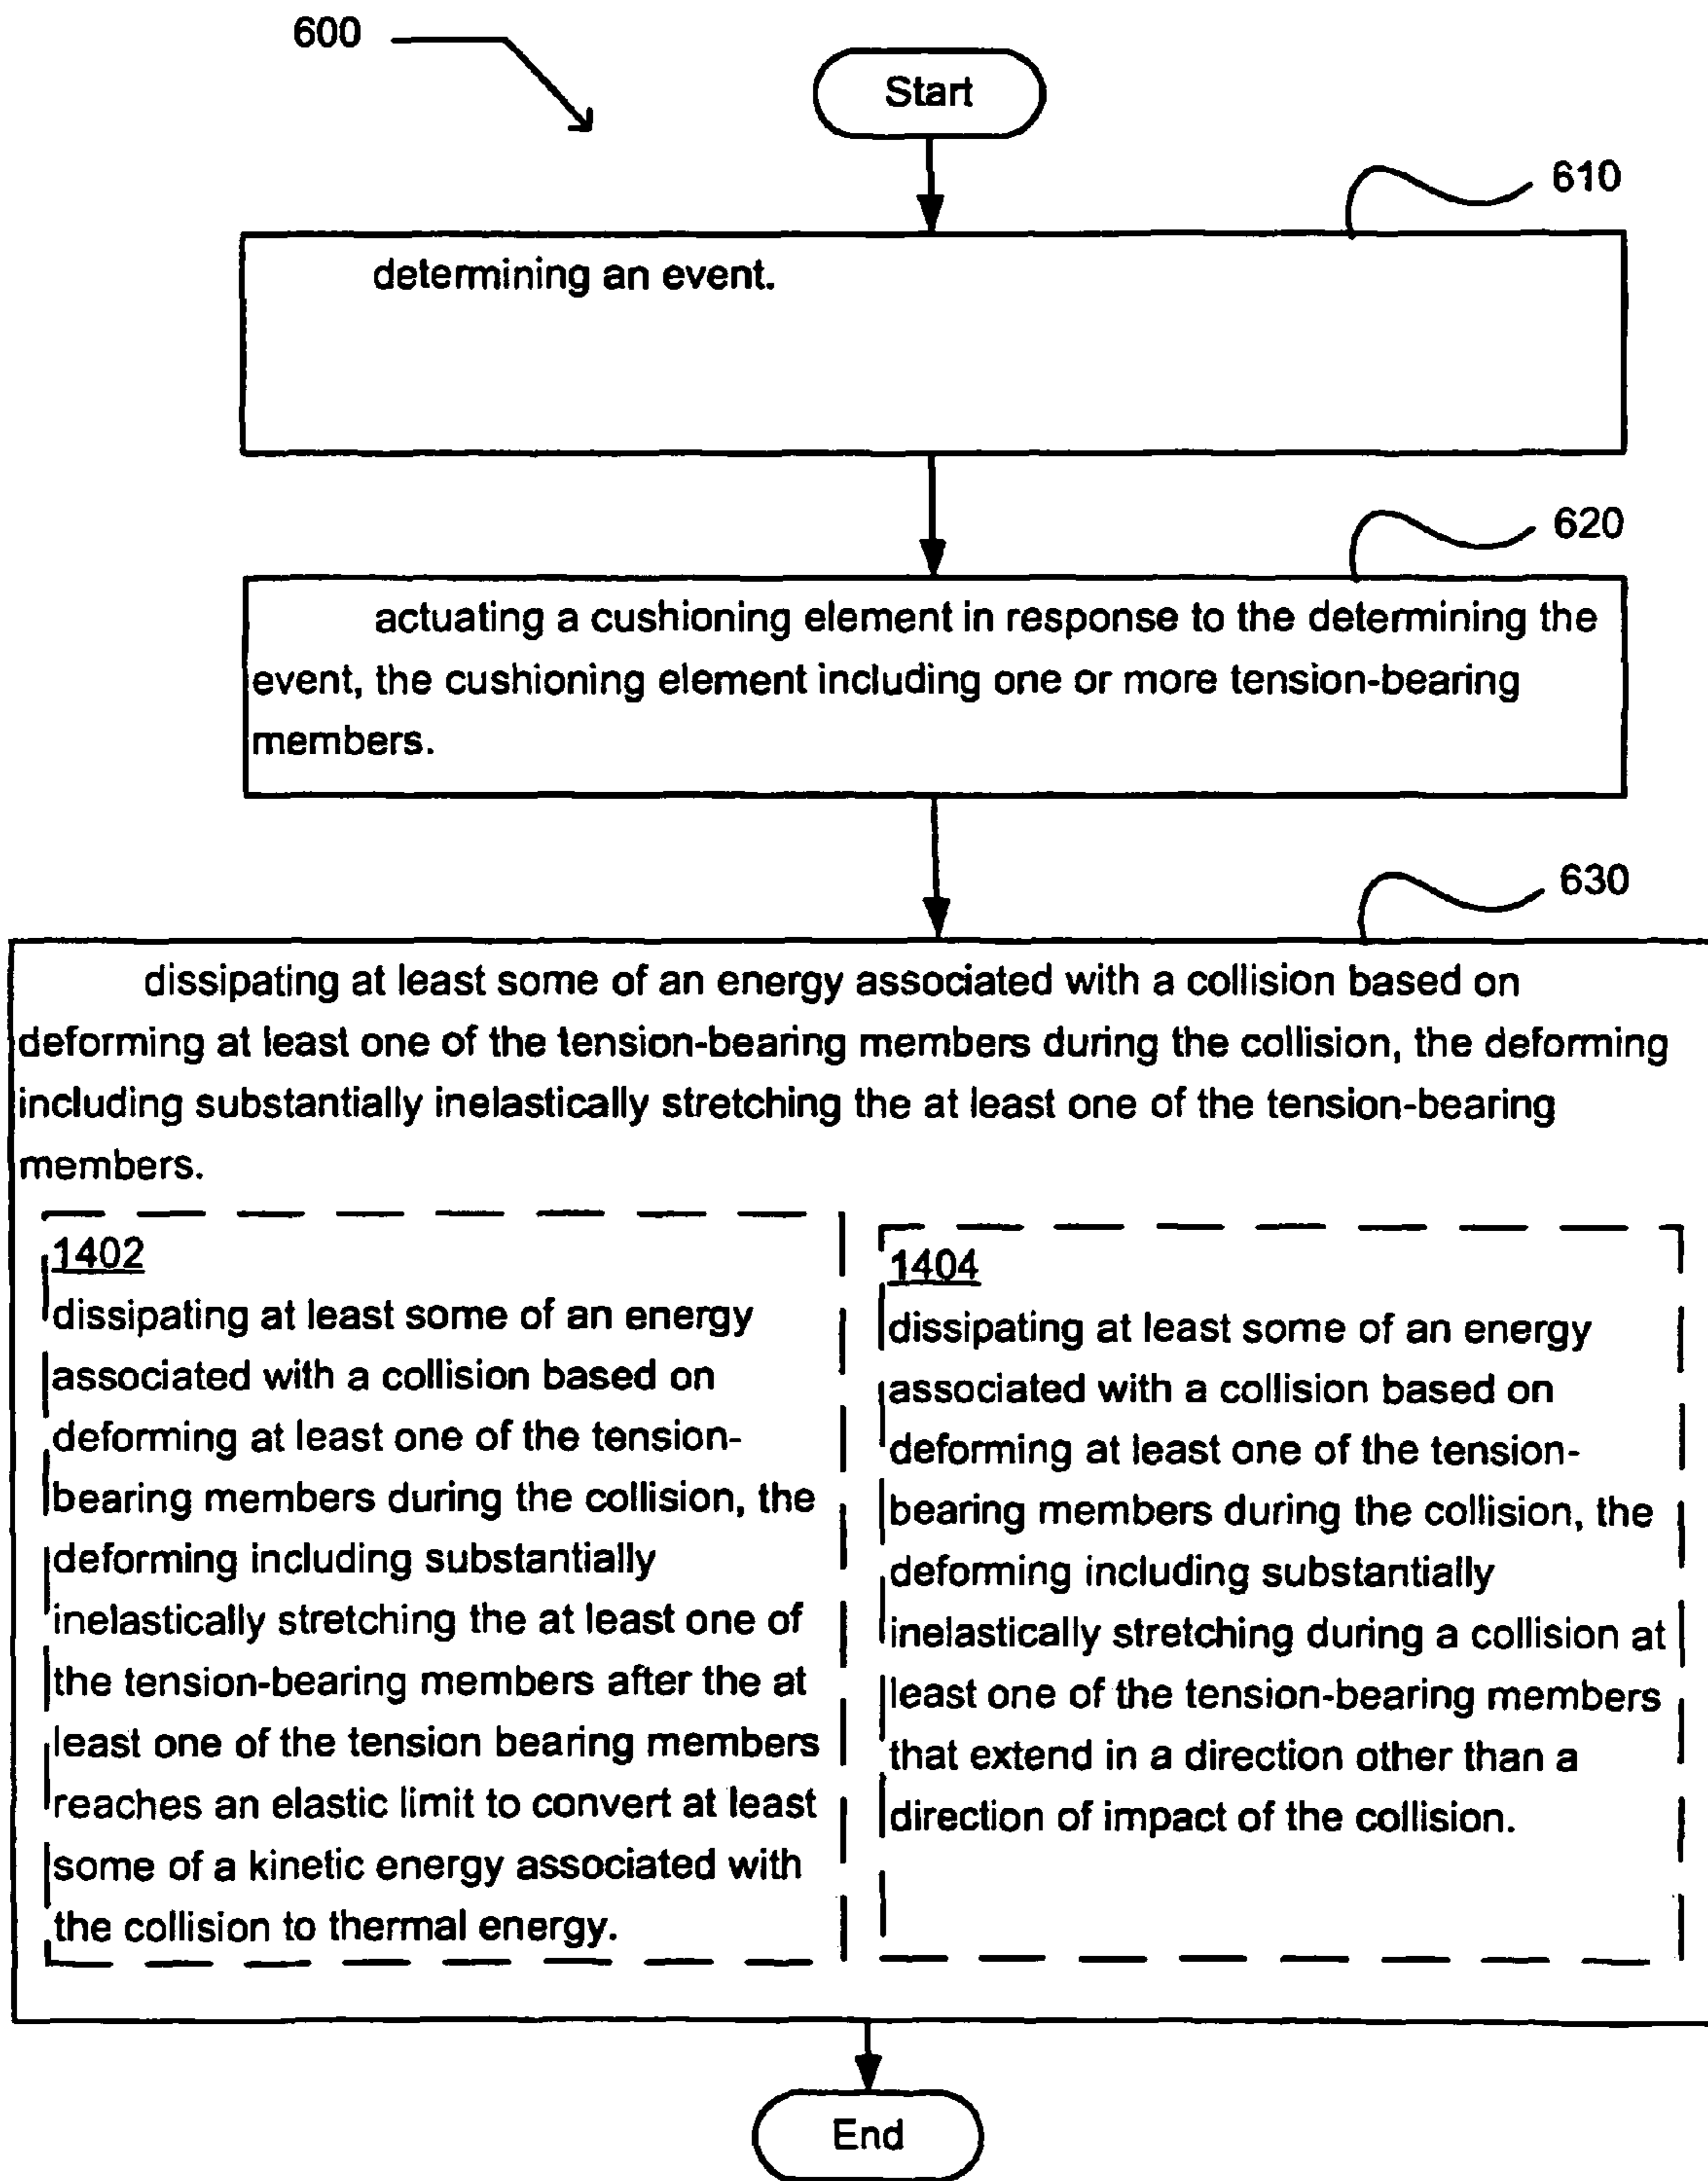 600
Start
610
determining an event.
620
actuating a cushioning element in response to the determining the
event, the cushioning element including one or more tension-bearing
members.
630
dissipating at least some of an energy associated with a collision based on
deforming at least one of the tension-bearing members during the collision, the deforming
including substantially inelastically stretching the at least one of the tension-bearing
members.
1402
dissipating at least some of an energy
associated with a collision based on
deforming at least one of the tension-
bearing members during the collision, the
deforming including substantially
inelastically stretching the at least one of
the tension-bearing members after the at
least one of the tension bearing members
reaches an elastic limit to convert at least
some of a kinetic energy associated with
the collision to thermal energy.
1404
dissipating at least some of an energy
associated with a collision based on
deforming at least one of the tension-
bearing members during the collision, the
deforming including substantially
inelastically stretching during a collision at
least one of the tension-bearing members
that extend in a direction other than a
direction of impact of the collision.
End